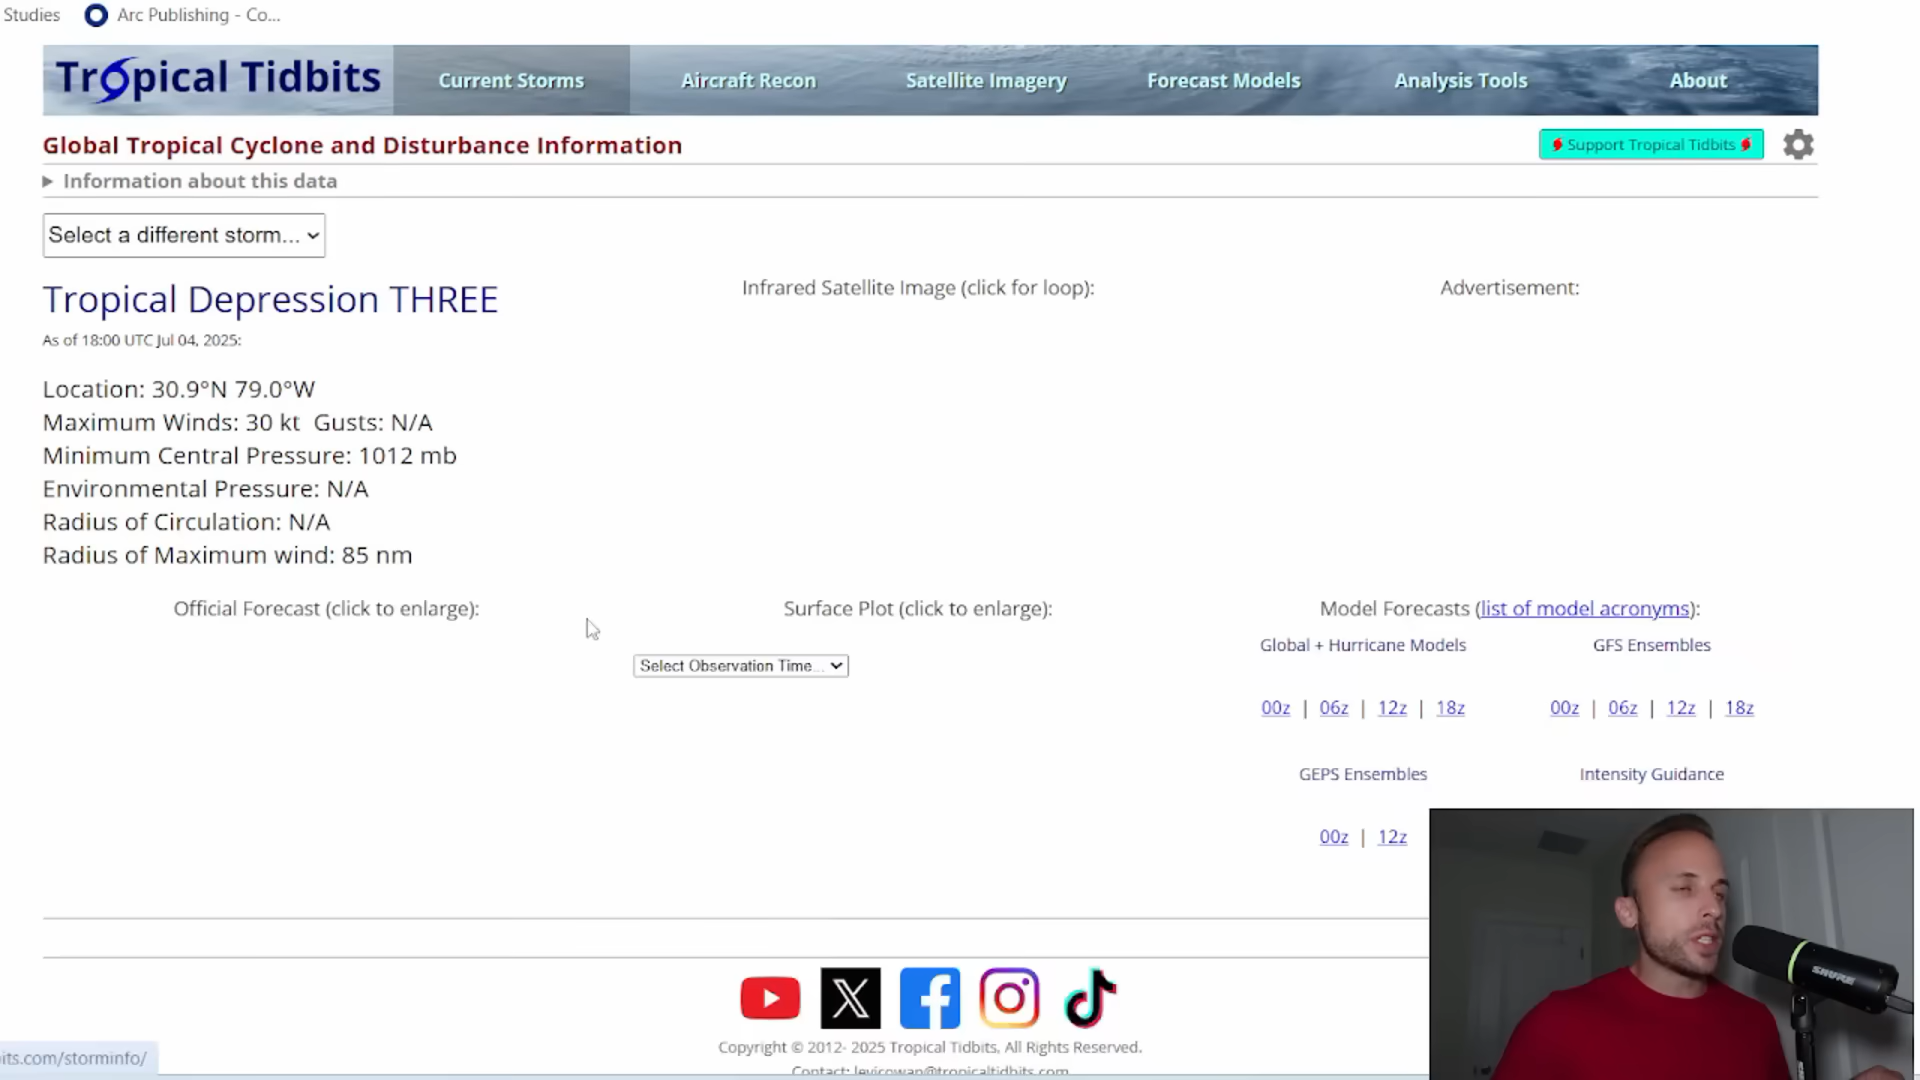 Studies
Arc Publishing - Co...
Tropical Tidbits
Current Storms
Aircraft Recon
Satellite Imagery
Forecast Models
Analysis Tools
About
Global Tropical Cyclone and Disturbance Information
Support Tropical Tidbits
Information about this data
Select a different storm...
Tropical Depression THREE
Infrared Satellite Image (click for loop):
Advertisement:
As of 18:00 UTC Jul 04, 2025:
Location: 30.9°N 79.0°W
Maximum Winds: 30 kt Gusts: N/A
Minimum Central Pressure: 1012 mb
Environmental Pressure: N/A
Radius of Circulation: N/A
Radius of Maximum wind: 85 nm
Official Forecast (click to enlarge):
Surface Plot (click to enlarge):
Model Forecasts (list of model acronyms):
Select Observation Time...
Global + Hurricane Models
GFS Ensembles
00z | 06z | 12z | 18z
00z | 06z | 12z | 18z
GEPS Ensembles
Intensity Guidance
00z | 12z
SHURE
Copyright © 2012- 2025 Tropical Tidbits, All Rights Reserved.
Contact: levicowan@tropicaltidbits.com
its.com/storminfo/